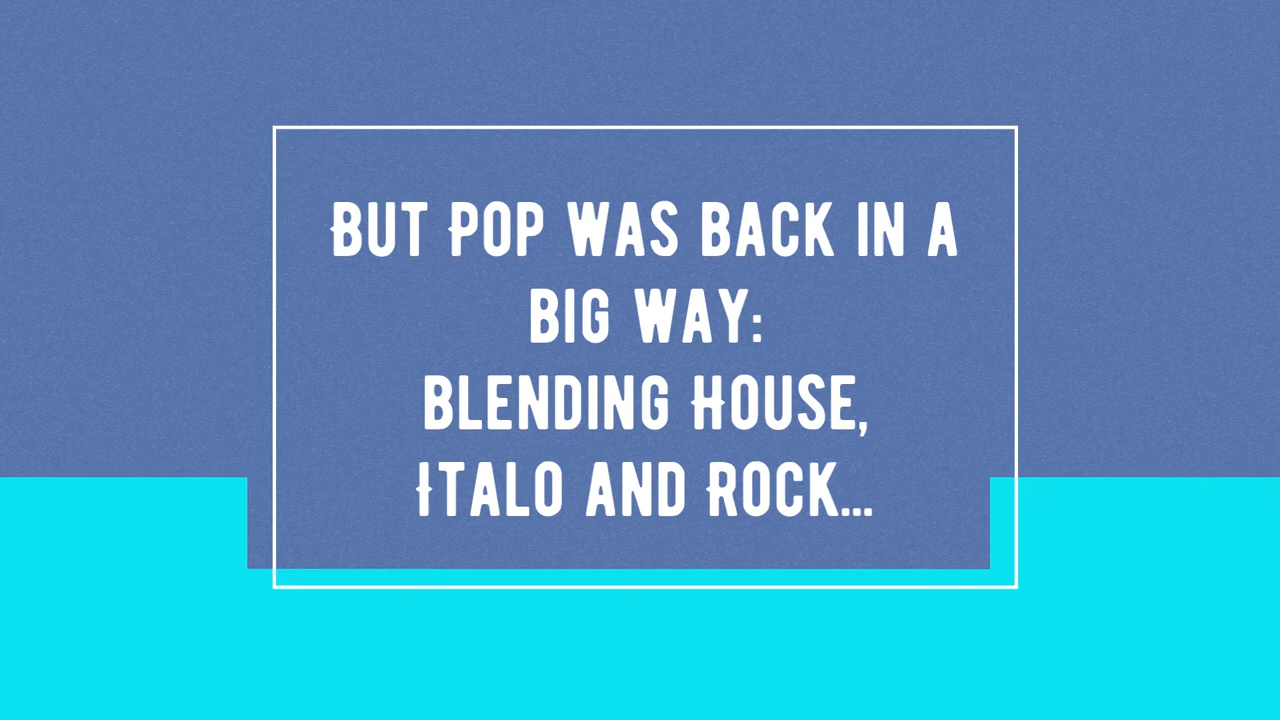 But Pop was back in a
big way:
blending House,
Italo and Rock...